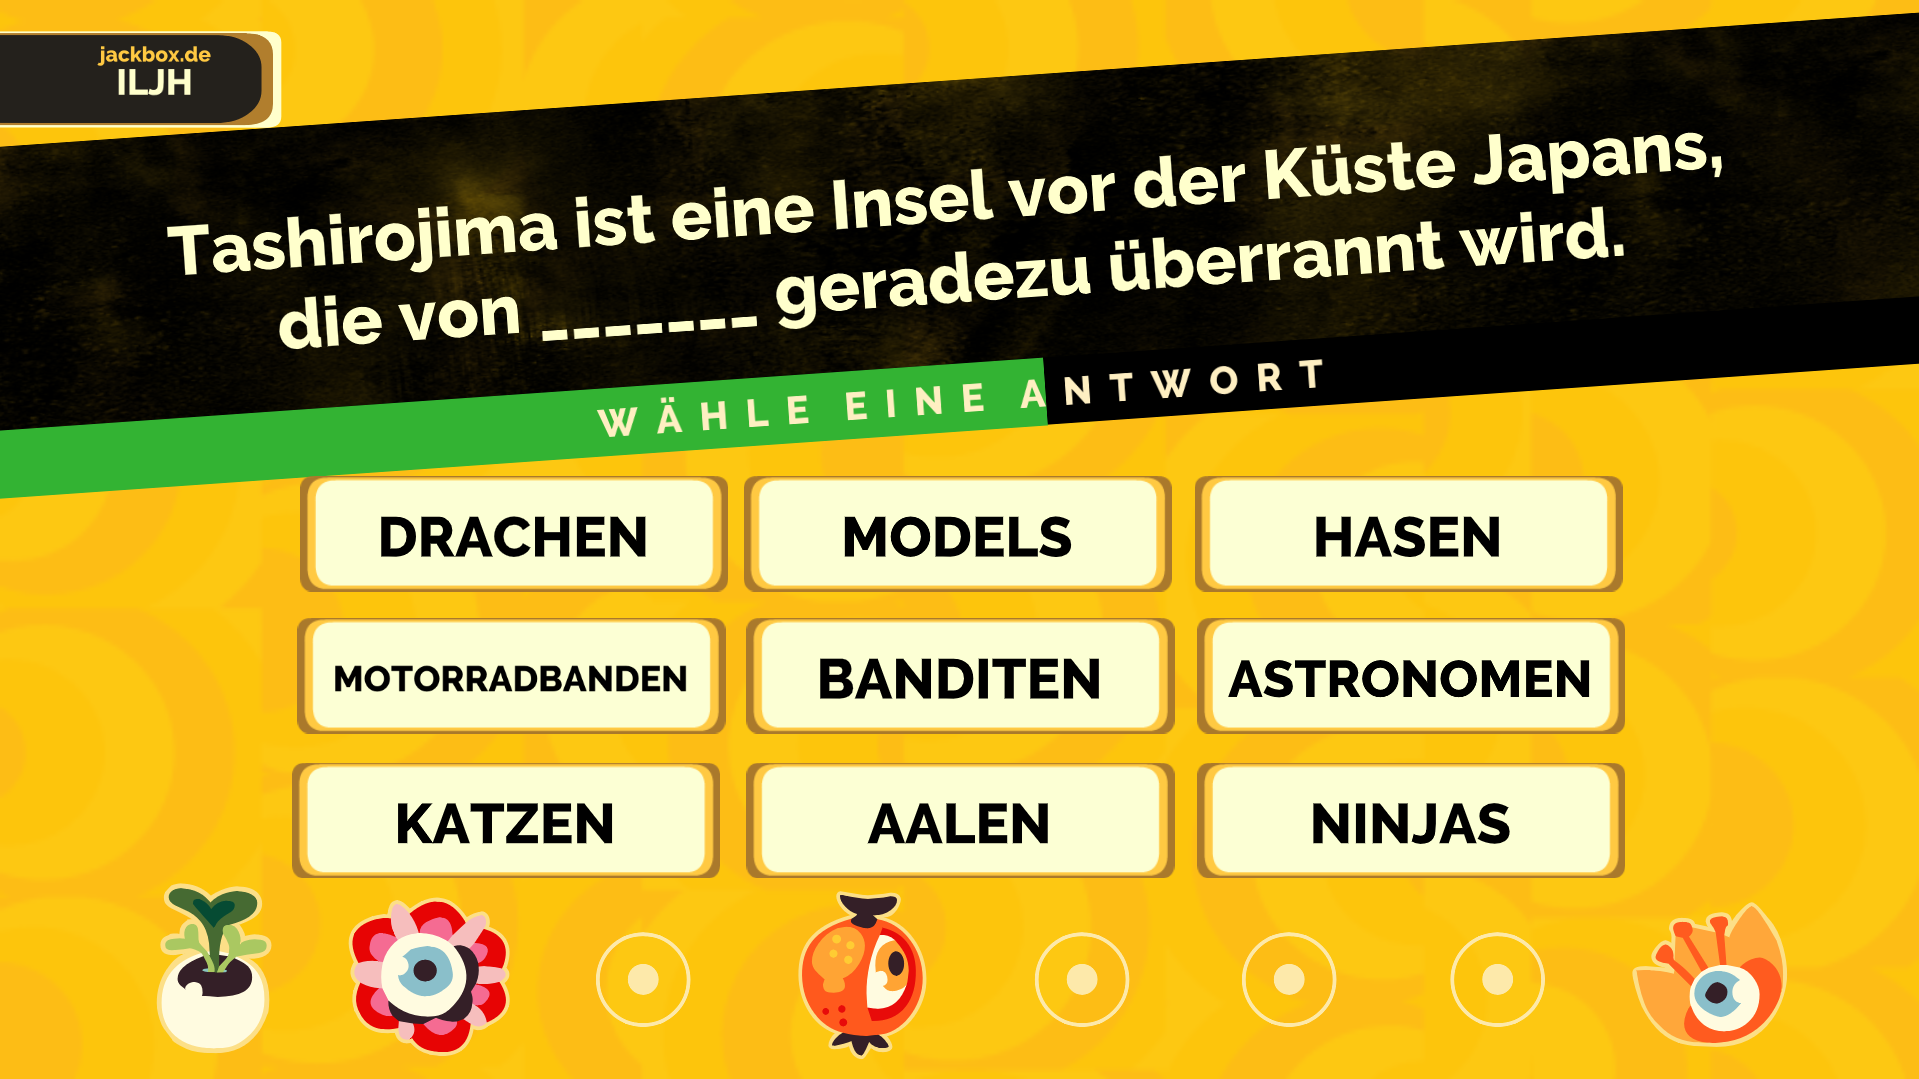 jackbox.de
ILJH
Tashirojima ist eine Insel vor der Küste Japans,
die von _______ geradezu überrannt wird.
WÄHLE EINE ANTWORT
DRACHEN
MODELS
HASEN
MOTORRADBANDEN
BANDITEN
ASTRONOMEN
KATZEN
AALEN
NINJAS